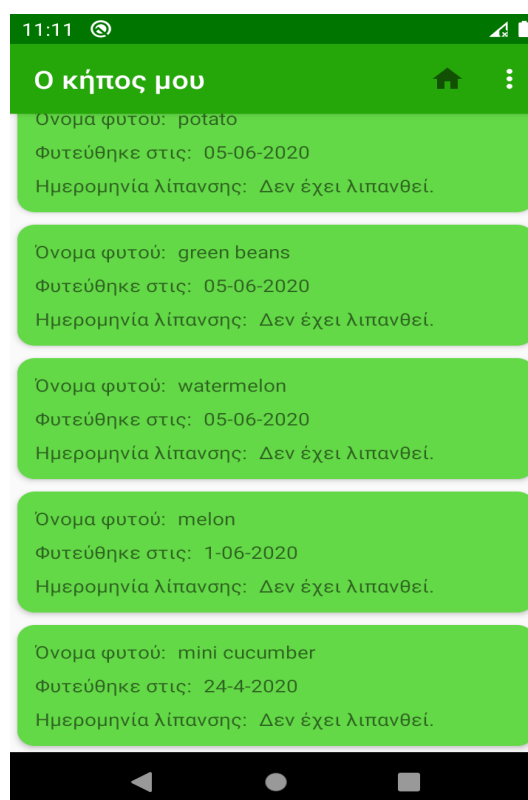 11:11
Ο κήπος μου
Όνομα φυτού: potato
Φυτεύθηκε στις: 05-06-2020
Ημερομηνία λίπανσης: Δεν έχει λιπανθεί.
Όνομα φυτού: green beans
Φυτεύθηκε στις: 05-06-2020
Ημερομηνία λίπανσης: Δεν έχει λιπανθεί.
Όνομα φυτού: watermelon
Φυτεύθηκε στις: 05-06-2020
Ημερομηνία λίπανσης: Δεν έχει λιπανθεί.
Όνομα φυτού: melon
Φυτεύθηκε στις: 1-06-2020
Ημερομηνία λίπανσης: Δεν έχει λιπανθεί.
Όνομα φυτού: mini cucumber
Φυτεύθηκε στις: 24-4-2020
Ημερομηνία λίπανσης: Δεν έχει λιπανθεί.